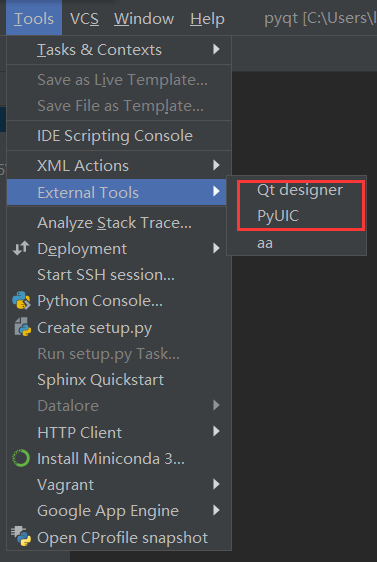 Tools VCS Window Help pyqt [C:\Users\l
Tasks & Contexts
Save as Live Template...
Save File as Template...
IDE Scripting Console
XML Actions
External Tools
Qt designer
PyUIC
aa
Analyze Stack Trace...
Deployment
Start SSH session...
Python Console...
Create setup.py
Run setup.py Task...
Sphinx Quickstart
Datalore
HTTP Client
Install Miniconda 3...
Vagrant
Google App Engine
Open CProfile snapshot